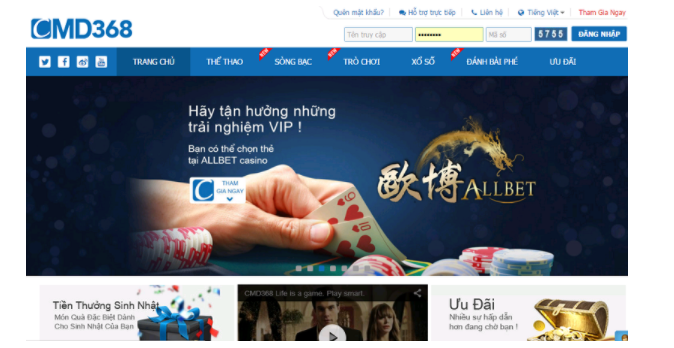 Quên mật khẩu? Hỗ trợ trực tiếp Liên hệ Tiếng Việt Tham Gia Ngay
CMD368
Tên truy cập Mã số 5755 ĐĂNG NHẬP
TRANG CHỦ THỂ THAO SÒNG BẠC TRÒ CHƠI XỔ SỐ ĐÁNH BÀI PHÉ ƯU ĐÃI
Hãy tận hưởng những
trải nghiệm VIP !
Bạn có thể chọn thẻ
tại ALLBET casino
THAM
GIA NGAY
歐博 ALLBET
Tiền Thưởng Sinh Nhật
Món Quà Đặc Biệt Dành
Cho Sinh Nhật Của Bạn
CMD368 Life is a game. Play smart.
Ưu Đãi
Nhiều sự hấp dẫn
hơn đang chờ bạn !